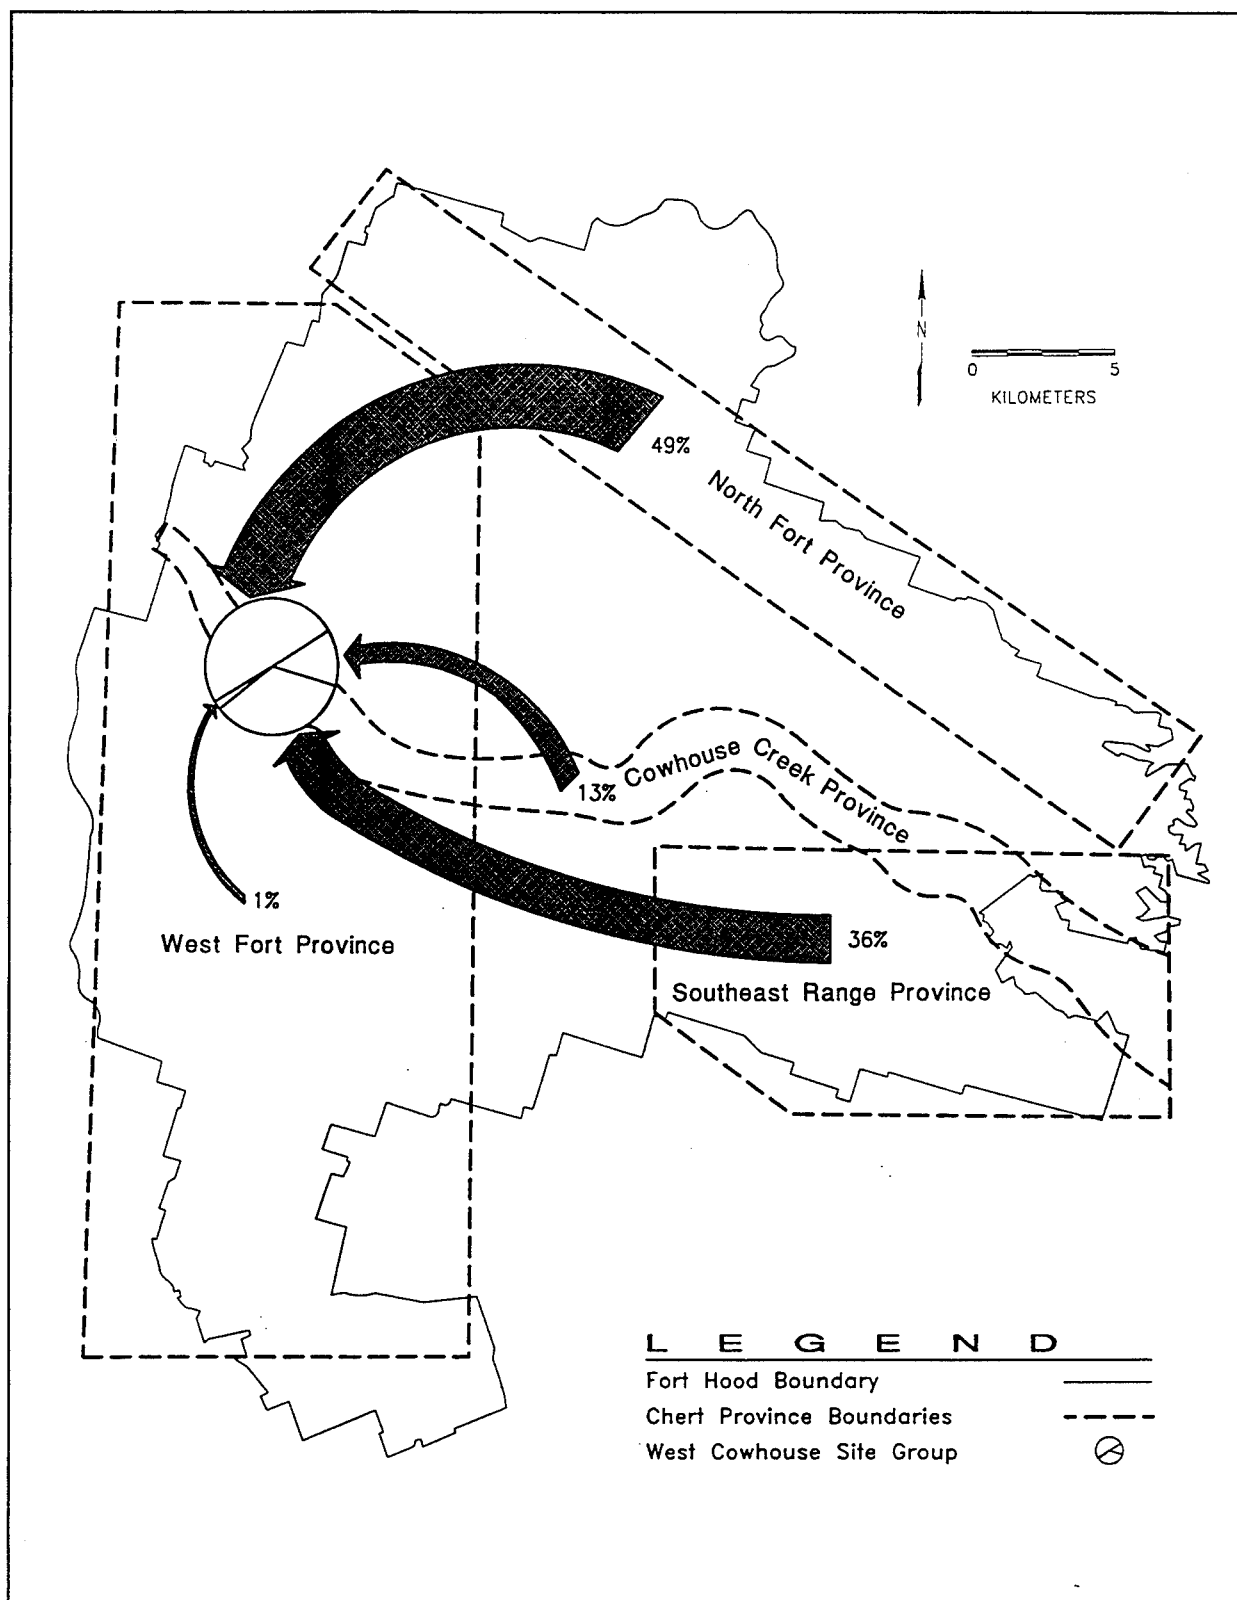 N
0 5
KILOMETERS
49%
North Fort Province
Cowhouse Creek Province
13%
1%
West Fort Province
36%
Southeast Range Province
LEGEND
Fort Hood Boundary
Chert Province Boundaries
West Cowhouse Site Group